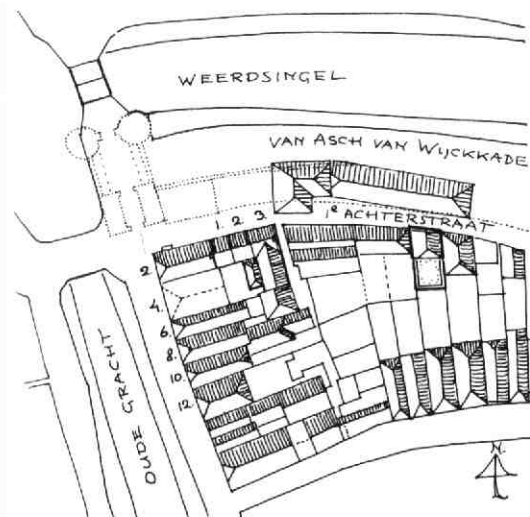 WEERDSINGEL
VAN ASCH VAN WIJCKKADE
1e ACHTERSTRAAT
1. 2. 3.
2.
4.
6.
8.
10.
12.
OUDE GRACHT
N.